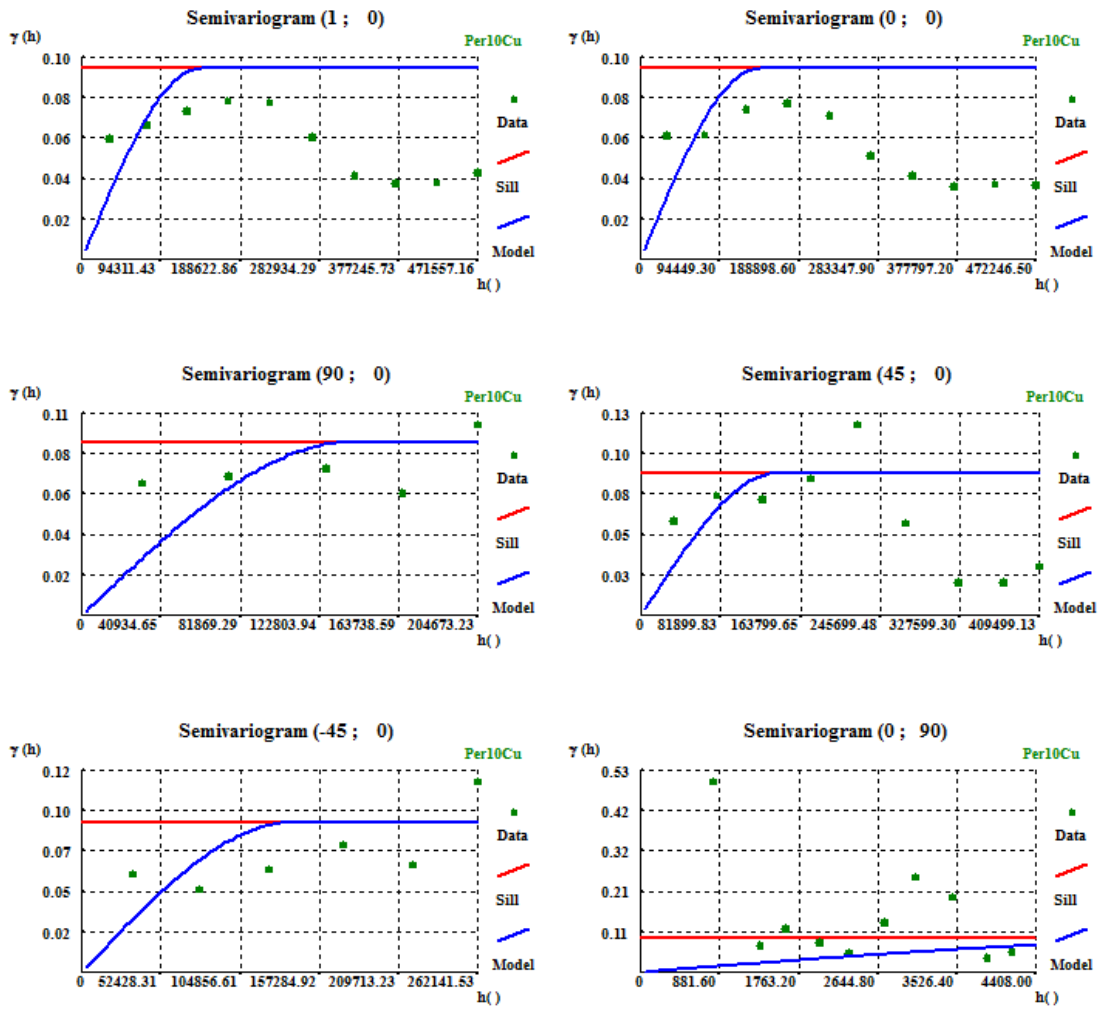 Semivariogram (1 ; 0)
γ (h)
Per10Cu
0.10
0.08
0.06
0.04
0.02
Data
Sill
Model
0 94311.43 188622.86 282934.29 377245.73 471557.16
h( )
Semivariogram (0 ; 0)
γ (h)
Per10Cu
0.10
0.08
0.06
0.04
0.02
Data
Sill
Model
0 94449.30 188898.60 283347.90 377797.20 472246.50
h( )
Semivariogram (90 ; 0)
γ (h)
Per10Cu
0.11
0.08
0.06
0.04
0.02
Data
Sill
Model
0 40934.65 81869.29 122803.94 163738.59 204673.23
h( )
Semivariogram (45 ; 0)
γ (h)
Per10Cu
0.13
0.10
0.08
0.05
0.03
Data
Sill
Model
0 81899.83 163799.65 245699.48 327599.30 409499.13
h( )
Semivariogram (-45 ; 0)
γ (h)
Per10Cu
0.12
0.10
0.07
0.05
0.02
Data
Sill
Model
0 52428.31 104856.61 157284.92 209713.23 262141.53
h( )
Semivariogram (0 ; 90)
γ (h)
Per10Cu
0.53
0.42
0.32
0.21
0.11
Data
Sill
Model
0 881.60 1763.20 2644.80 3526.40 4408.00
h( )